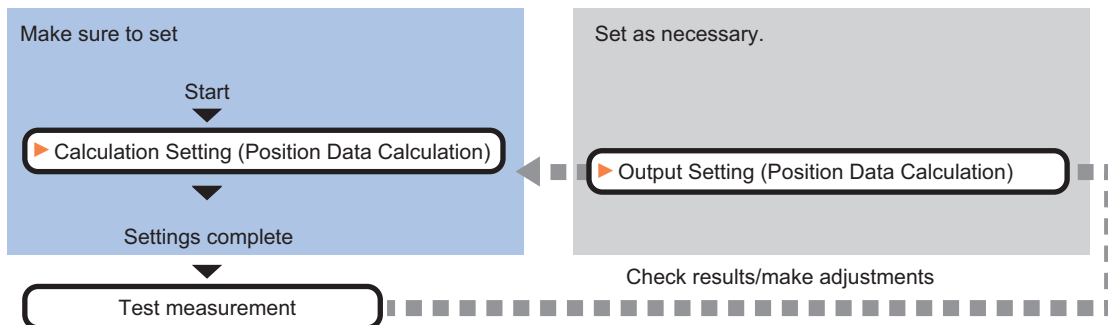 Make sure to set
Start
Calculation Setting (Position Data Calculation)
Settings complete
Test measurement
Set as necessary.
Output Setting (Position Data Calculation)
Check results/make adjustments